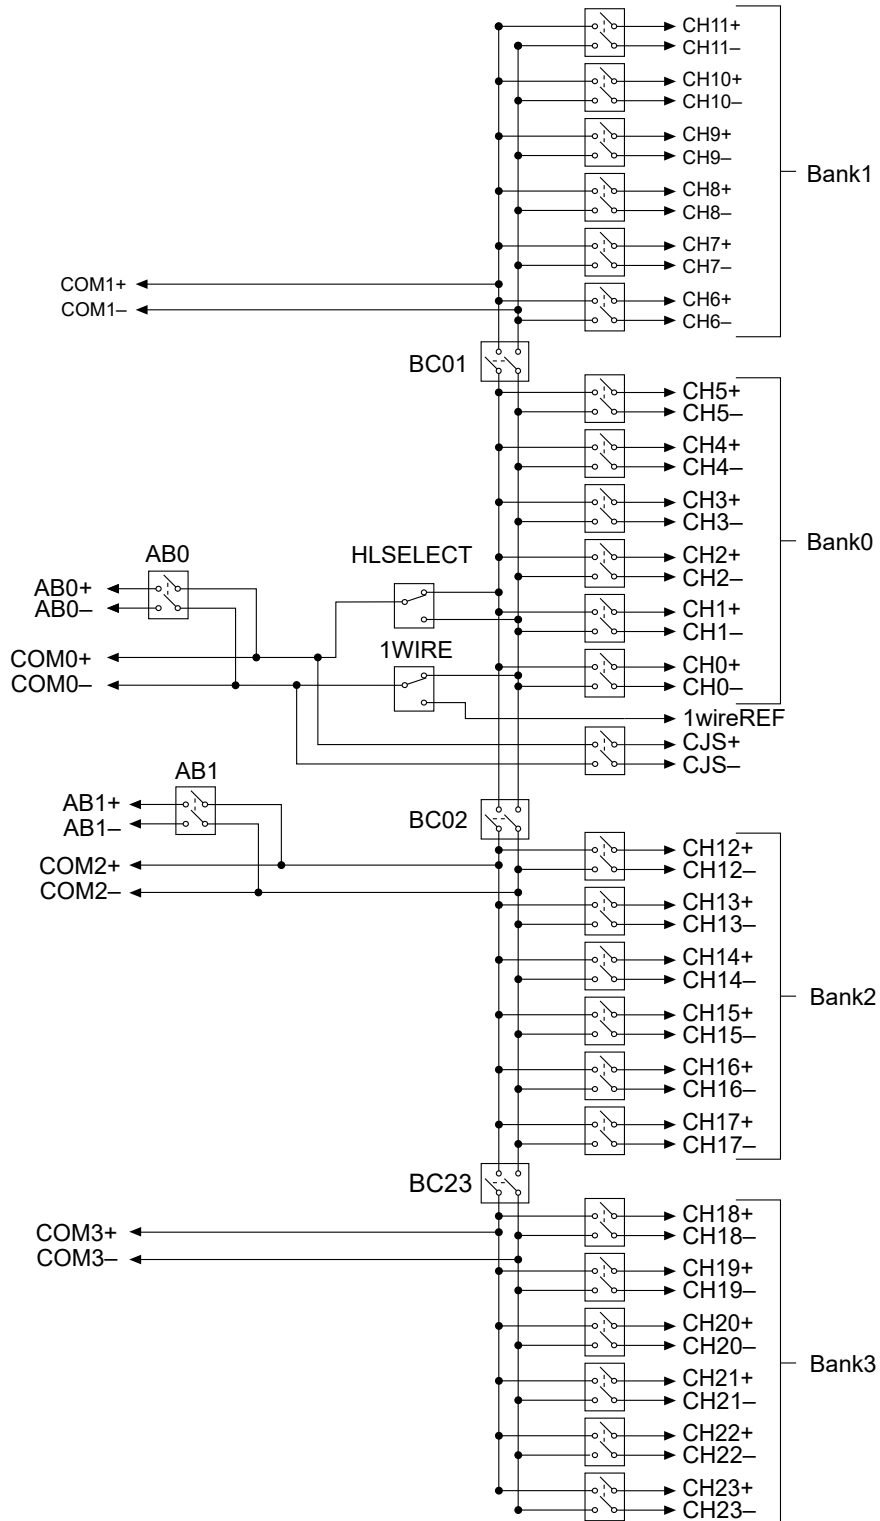 CH11+
CH11–
CH10+
CH10–
CH9+
CH9–
Bank1
CH8+
CH8–
CH7+
CH7–
COM1+
CH6+
COM1–
CH6–
BC01
CH5+
CH5–
CH4+
CH4–
CH3+
CH3–
Bank0
AB0
HLSELECT
CH2+
CH2–
AB0+
AB0–
CH1+
CH1–
1WIRE
COM0+
CH0+
COM0–
CH0–
1wireREF
CJS+
CJS–
AB1
AB1+
BC02
AB1–
CH12+
COM2+
CH12–
COM2–
CH13+
CH13–
CH14+
CH14–
Bank2
CH15+
CH15–
CH16+
CH16–
CH17+
CH17–
BC23
CH18+
COM3+
CH18–
COM3–
CH19+
CH19–
CH20+
CH20–
Bank3
CH21+
CH21–
CH22+
CH22–
CH23+
CH23–